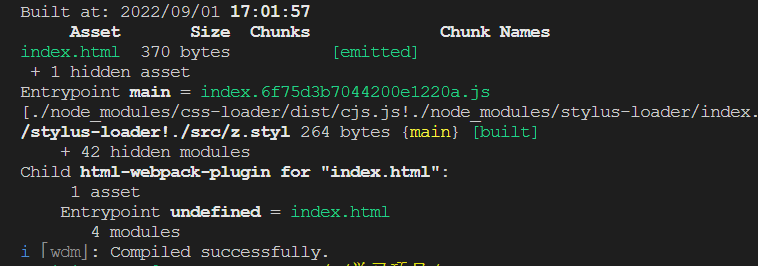 Built at: 2022/09/01 17:01:57
Asset Size Chunks Chunk Names
index.html 370 bytes [emitted]
+ 1 hidden asset
Entrypoint main = index.6f75d3b7044200e1220a.js
[./node_modules/css-loader/dist/cjs.js!./node_modules/stylus-loader/index.
/stylus-loader!./src/z.styl 264 bytes {main} [built]
+ 42 hidden modules
Child html-webpack-plugin for "index.html":
1 asset
Entrypoint undefined = index.html
4 modules
i ｢wdm｣: Compiled successfully.